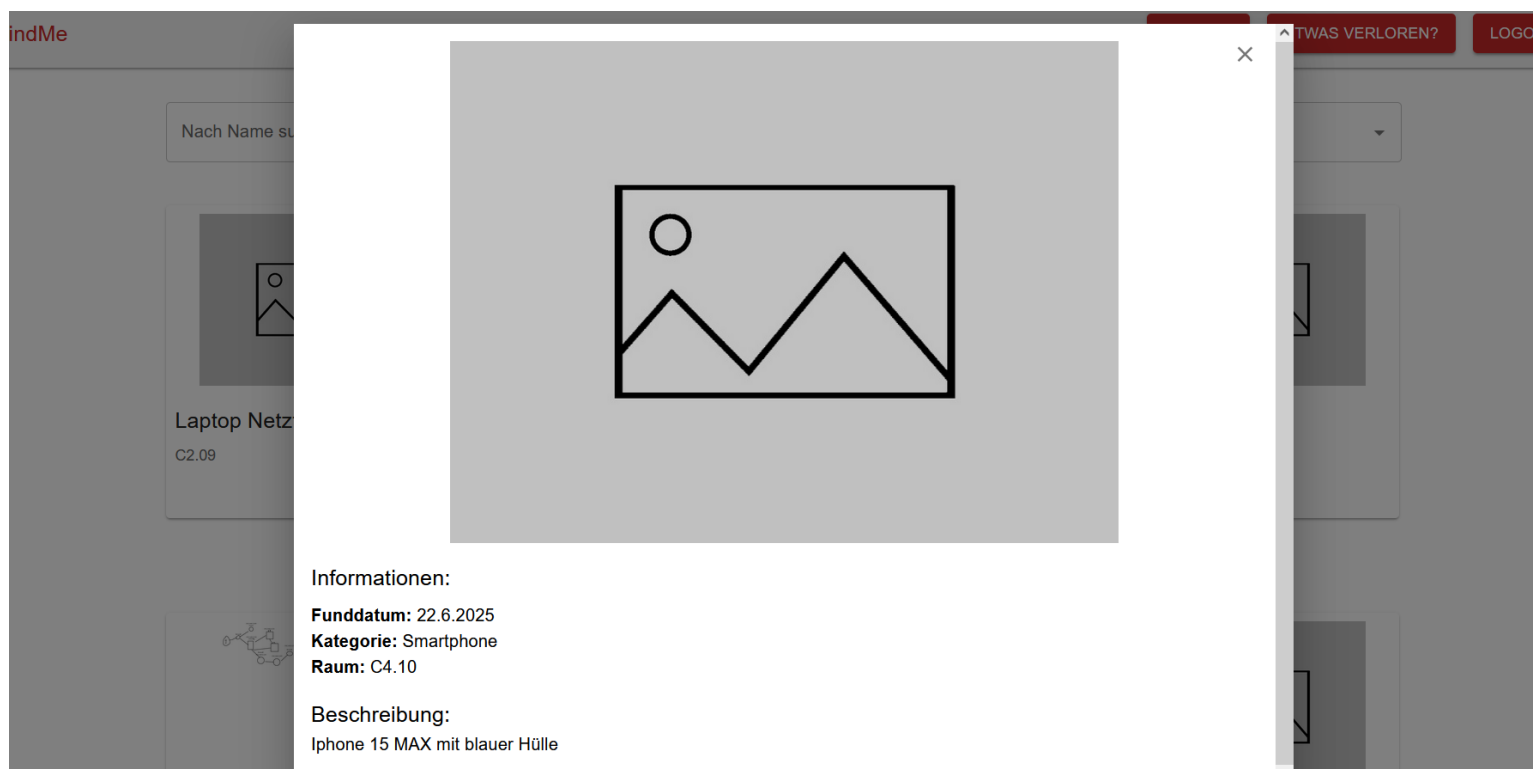 indMe
TWAS VERLOREN?
LOGO
Nach Name su
Laptop Netz
C2.09
Informationen:
Funddatum: 22.6.2025
Kategorie: Smartphone
Raum: C4.10
Beschreibung:
Iphone 15 MAX mit blauer Hülle